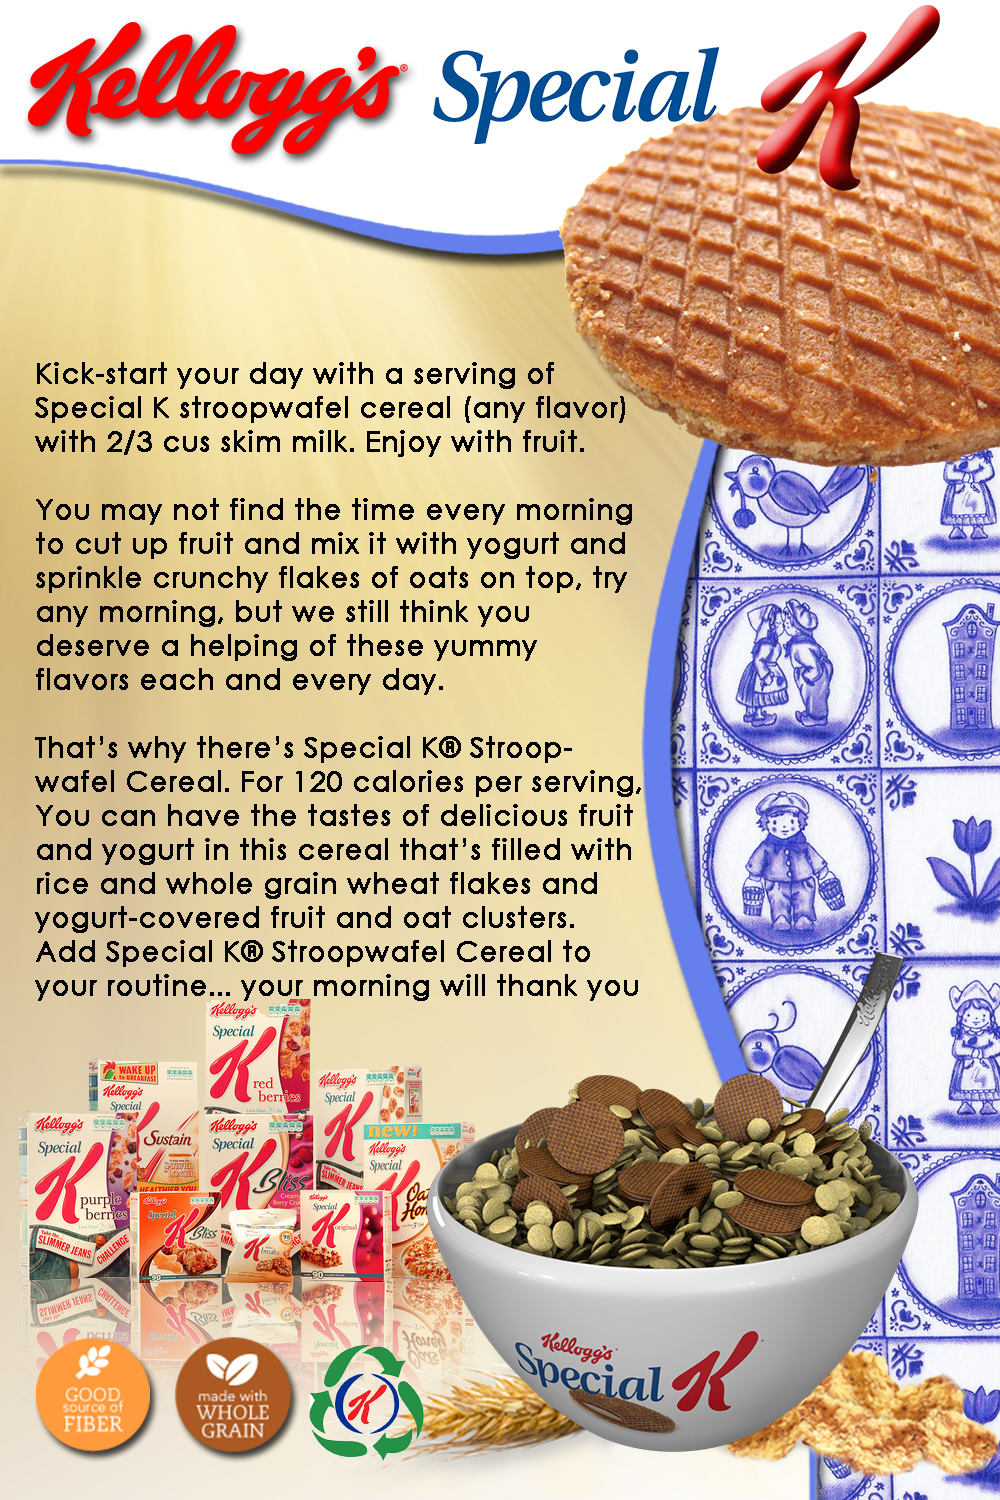 Kellogg's® Special K
Kick-start your day with a serving of
Special K stroopwafel cereal (any flavor)
with 2/3 cus skim milk. Enjoy with fruit.
You may not find the time every morning
to cut up fruit and mix it with yogurt and
sprinkle crunchy flakes of oats on top, try
any morning, but we still think you
deserve a helping of these yummy
flavors each and every day.
That's why there's Special K® Stroop-
wafel Cereal. For 120 calories per serving,
You can have the tastes of delicious fruit
and yogurt in this cereal that's filled with
rice and whole grain wheat flakes and
yogurt-covered fruit and oat clusters.
Add Special K® Stroopwafel Cereal to
your routine... your morning will thank you
Kellogg's
Special
K
red
berries
WAKE UP
to BREAKFAST
Kellogg's
Special
Sustain
Kellogg's
Special
K
new!
Kellogg's
Special
Kellogg's
Special
K
purple
berries
SLIMMER JEANS
CHALLENGE
Kellogg's
Special
K
Bliss
Creamy
SLIMMER JEANS
Special
K
Bliss
90
Kellogg's
Special
K
original
90
GOOD
source of
FIBER
made with
WHOLE
GRAIN
K
Kellogg's
Special K